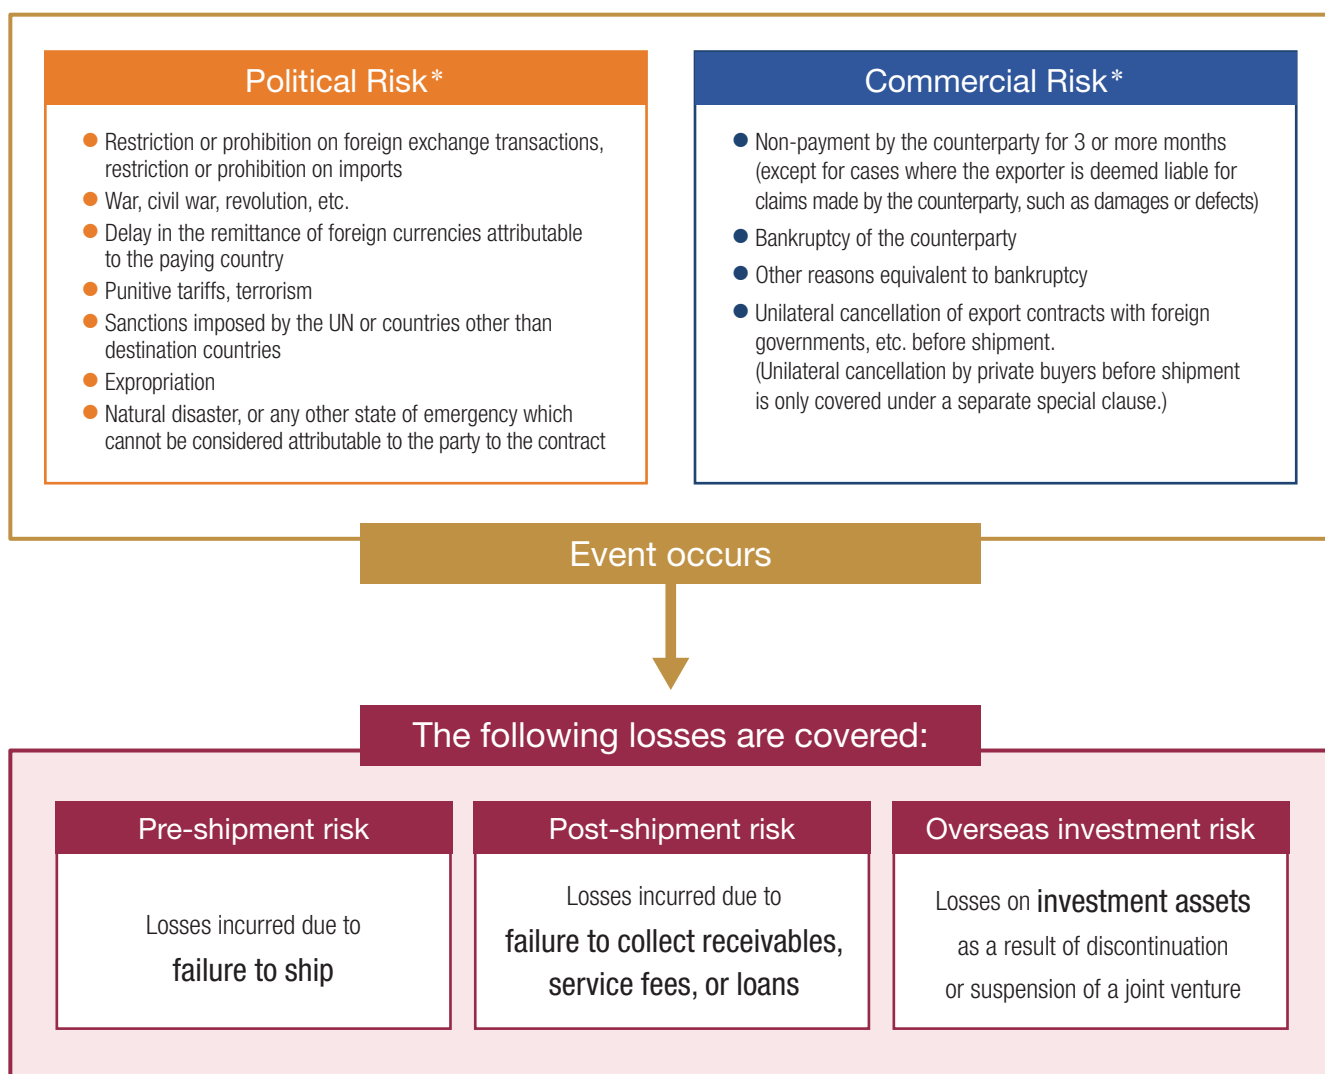 Political Risk*
Restriction or prohibition on foreign exchange transactions,
restriction or prohibition on imports
War, civil war, revolution, etc.
Delay in the remittance of foreign currencies attributable
to the paying country
Punitive tariffs, terrorism
Sanctions imposed by the UN or countries other than
destination countries
Expropriation
Natural disaster, or any other state of emergency which
cannot be considered attributable to the party to the contract
Commercial Risk*
Non-payment by the counterparty for 3 or more months
(except for cases where the exporter is deemed liable for
claims made by the counterparty, such as damages or defects)
Bankruptcy of the counterparty
Other reasons equivalent to bankruptcy
Unilateral cancellation of export contracts with foreign
governments, etc. before shipment.
(Unilateral cancellation by private buyers before shipment
is only covered under a separate special clause.)
Event occurs
The following losses are covered:
Pre-shipment risk
Losses incurred due to
failure to ship
Post-shipment risk
Losses incurred due to
failure to collect receivables,
service fees, or loans
Overseas investment risk
Losses on investment assets
as a result of discontinuation
or suspension of a joint venture